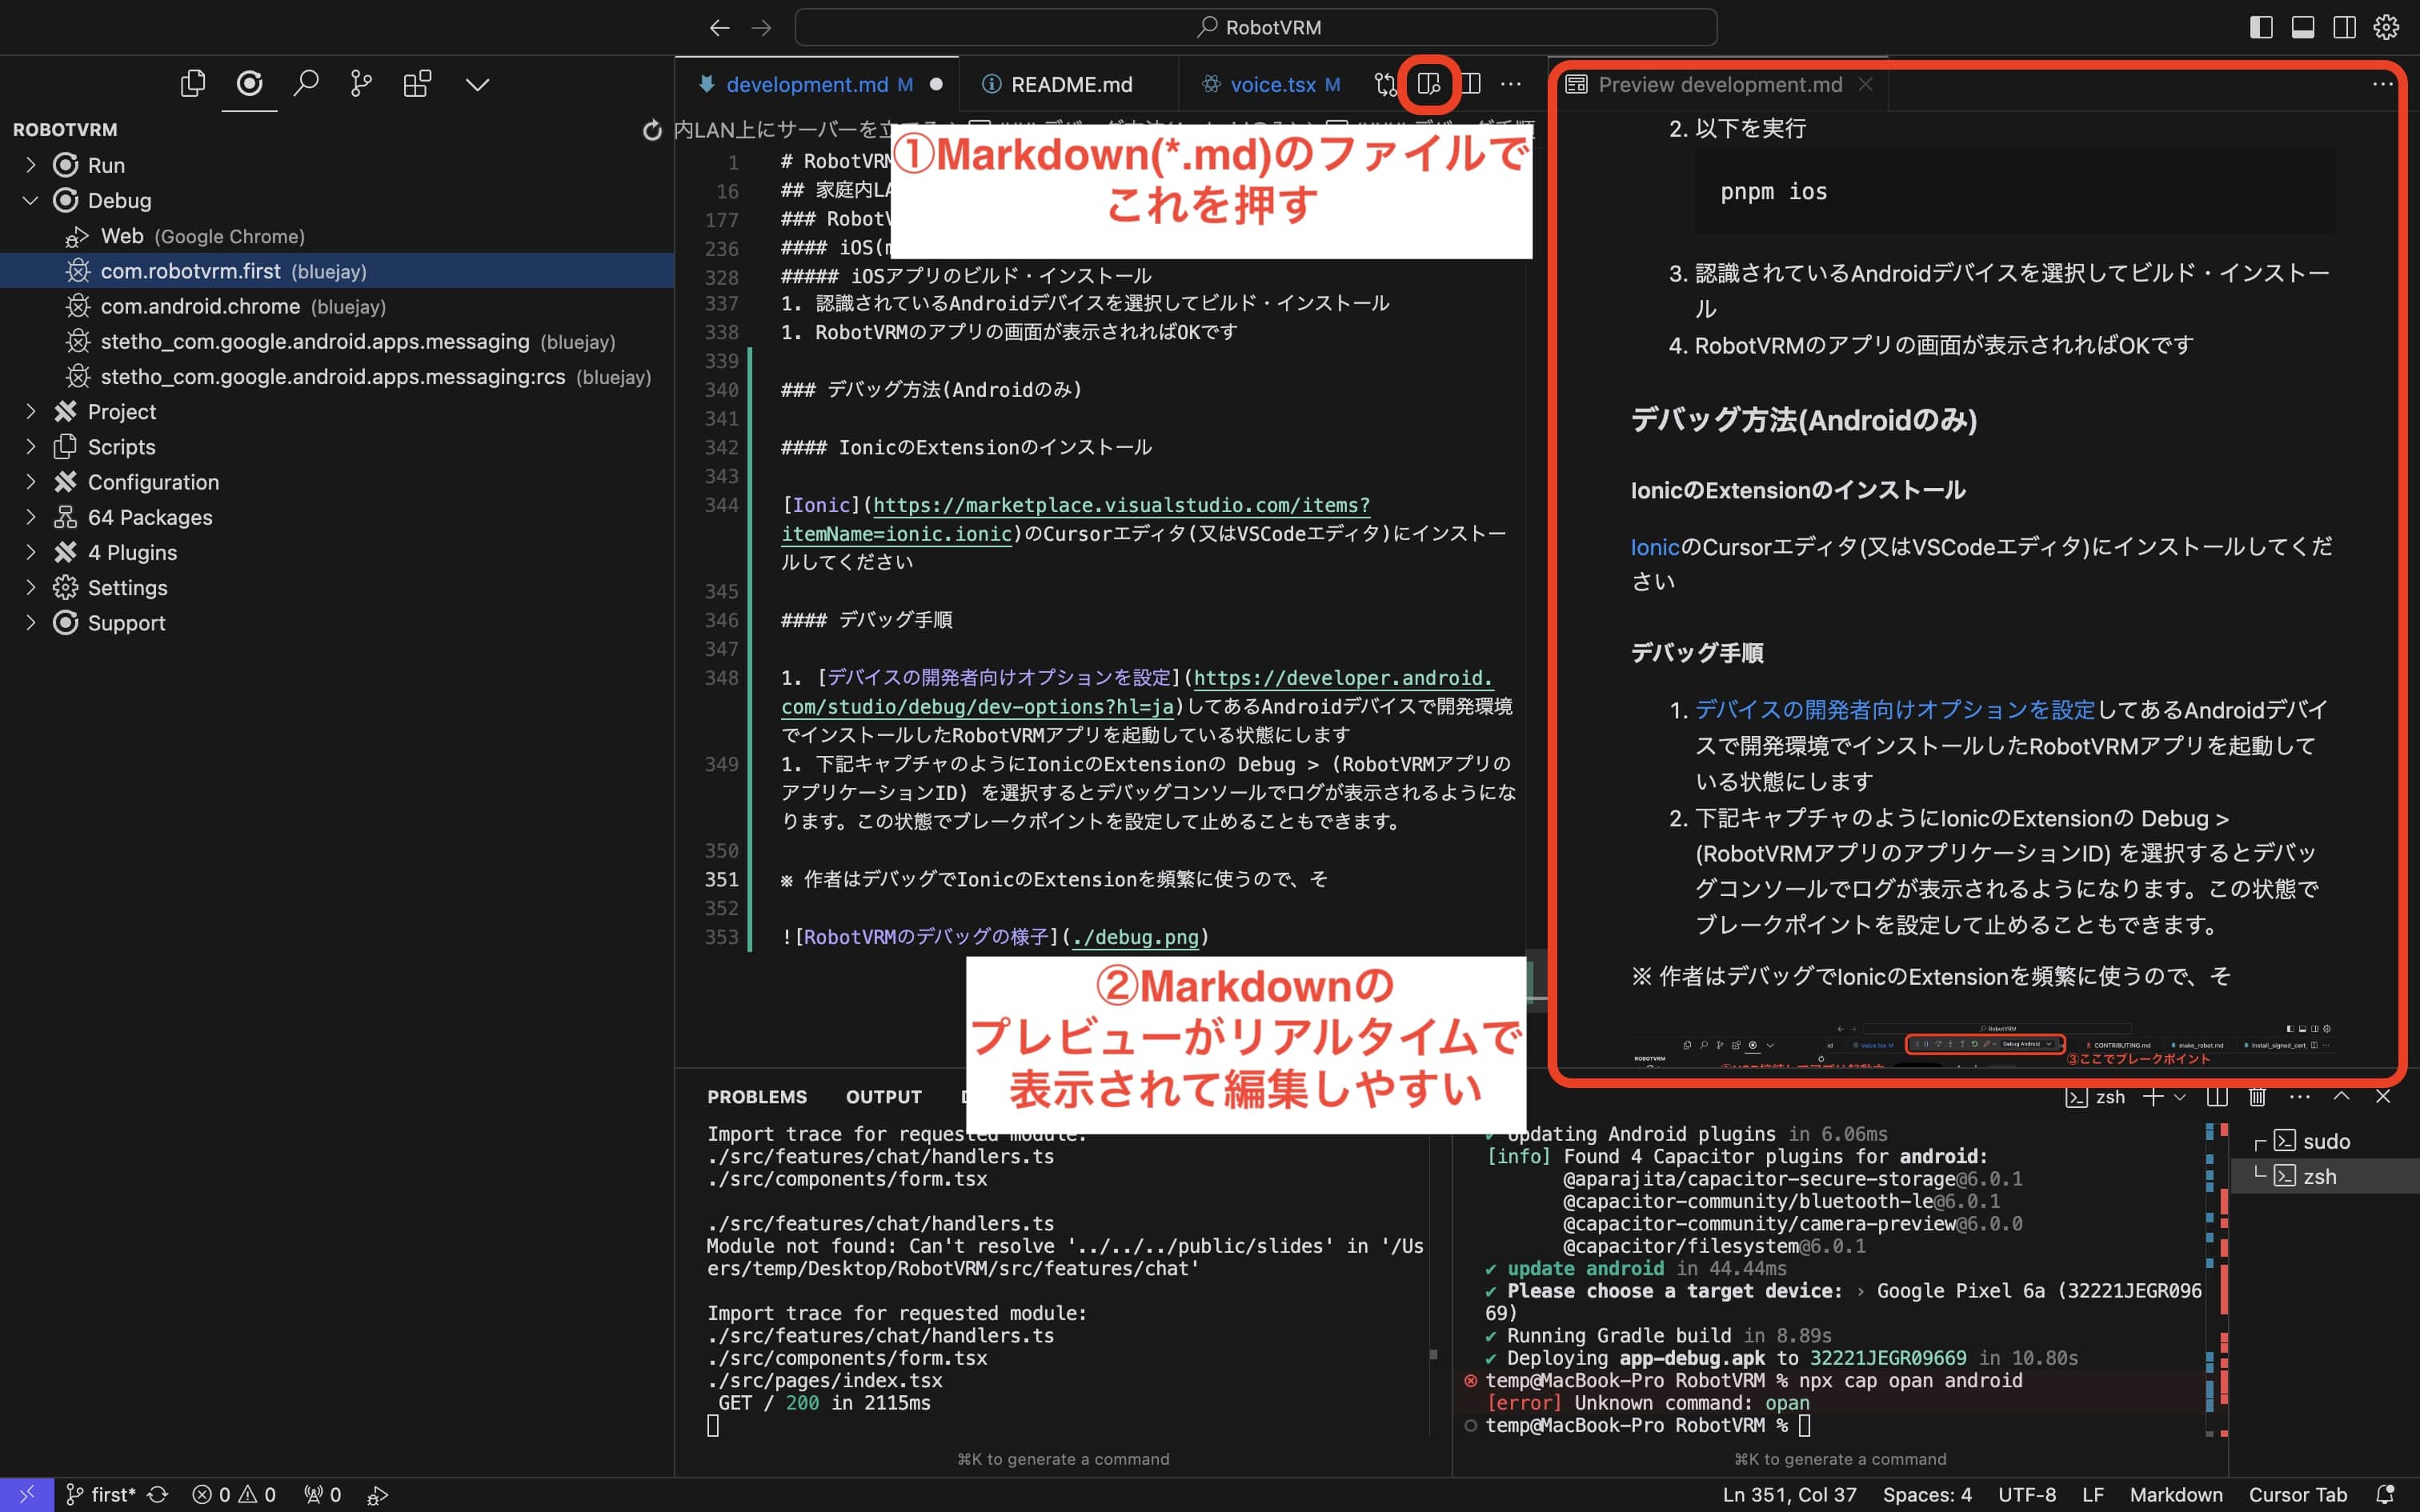 RobotVRM
ROBOTVRM
Run
Debug
Web (Google Chrome)
com.robotvrm.first (bluejay)
com.android.chrome (bluejay)
stetho_com.google.android.apps.messaging (bluejay)
stetho_com.google.android.apps.messaging:rcs (bluejay)
Project
Scripts
Configuration
64 Packages
4 Plugins
Settings
Support
development.md M
README.md
voice.tsx M
内LAN上にサーバーを立
①Markdown(*.md)のファイルで
これを押す
1 # RobotVRM
16 ## 家庭内LA
177 ### Robot
236 #### iOS(
328 ##### iOSアプリのビルド・インストール
337 1. 認識されているAndroidデバイスを選択してビルド・インストール
338 1. RobotVRMのアプリの画面が表示されればOKです
339
340 ### デバッグ方法(Androidのみ)
341
342 #### IonicのExtensionのインストール
343
344 [Ionic](https://marketplace.visualstudio.com/items?
itemName=ionic.ionic)のCursorエディタ(又はVSCodeエディタ)にインストー
ルしてください
345
346 #### デバッグ手順
347
348 1. [デバイスの開発者向けオプションを設定](https://developer.android.
com/studio/debug/dev-options?hl=ja)してあるAndroidデバイスで開発環境
でインストールしたRobotVRMアプリを起動している状態にします
349 1. 下記キャプチャのようにIonicのExtensionの Debug > (RobotVRMアプリの
アプリケーションID) を選択するとデバッグコンソールでログが表示されるようにな
ります。この状態でブレークポイントを設定して止めることもできます。
350
351 ※ 作者はデバッグでIonicのExtensionを頻繁に使うので、そ
352
353 ![RobotVRMのデバッグの様子](./debug.png)
②Markdownの
プレビューがリアルタイムで
表示されて編集しやすい
Preview development.md
2. 以下を実行
pnpm ios
3. 認識されているAndroidデバイスを選択してビルド・インストー
ル
4. RobotVRMのアプリの画面が表示されればOKです
デバッグ方法(Androidのみ)
IonicのExtensionのインストール
IonicのCursorエディタ(又はVSCodeエディタ)にインストールしてくだ
さい
デバッグ手順
1. デバイスの開発者向けオプションを設定してあるAndroidデバイ
スで開発環境でインストールしたRobotVRMアプリを起動して
いる状態にします
2. 下記キャプチャのようにIonicのExtensionの Debug >
(RobotVRMアプリのアプリケーションID) を選択するとデバッ
グコンソールでログが表示されるようになります。この状態で
ブレークポイントを設定して止めることもできます。
※ 作者はデバッグでIonicのExtensionを頻繁に使うので、そ
RobotVRM
voice.tsx M
Debug Android
CONTRIBUTING.md
make_robot.md
install_signed_cert
ROBOTVRM
③ここでブレークポイント
PROBLEMS
OUTPUT
Import trace for requested module:
./src/features/chat/handlers.ts
./src/components/form.tsx
./src/features/chat/handlers.ts
Module not found: Can't resolve '../../../public/slides' in '/Us
ers/temp/Desktop/RobotVRM/src/features/chat'
Import trace for requested module:
./src/features/chat/handlers.ts
./src/components/form.tsx
./src/pages/index.tsx
GET / 200 in 2115ms
⌘K to generate a command
zsh
✔ Updating Android plugins in 6.06ms
[info] Found 4 Capacitor plugins for android:
@aparajita/capacitor-secure-storage@6.0.1
@capacitor-community/bluetooth-le@6.0.1
@capacitor-community/camera-preview@6.0.0
@capacitor/filesystem@6.0.1
✔ update android in 44.44ms
✔ Please choose a target device: › Google Pixel 6a (32221JEGR096
69)
✔ Running Gradle build in 8.89s
✔ Deploying app-debug.apk to 32221JEGR09669 in 10.80s
temp@MacBook-Pro RobotVRM % npx cap opan android
[error] Unknown command: opan
temp@MacBook-Pro RobotVRM %
⌘K to generate a command
sudo
zsh
first*
0
0
0
Ln 351, Col 37
Spaces: 4
UTF-8
LF
Markdown
Cursor Tab